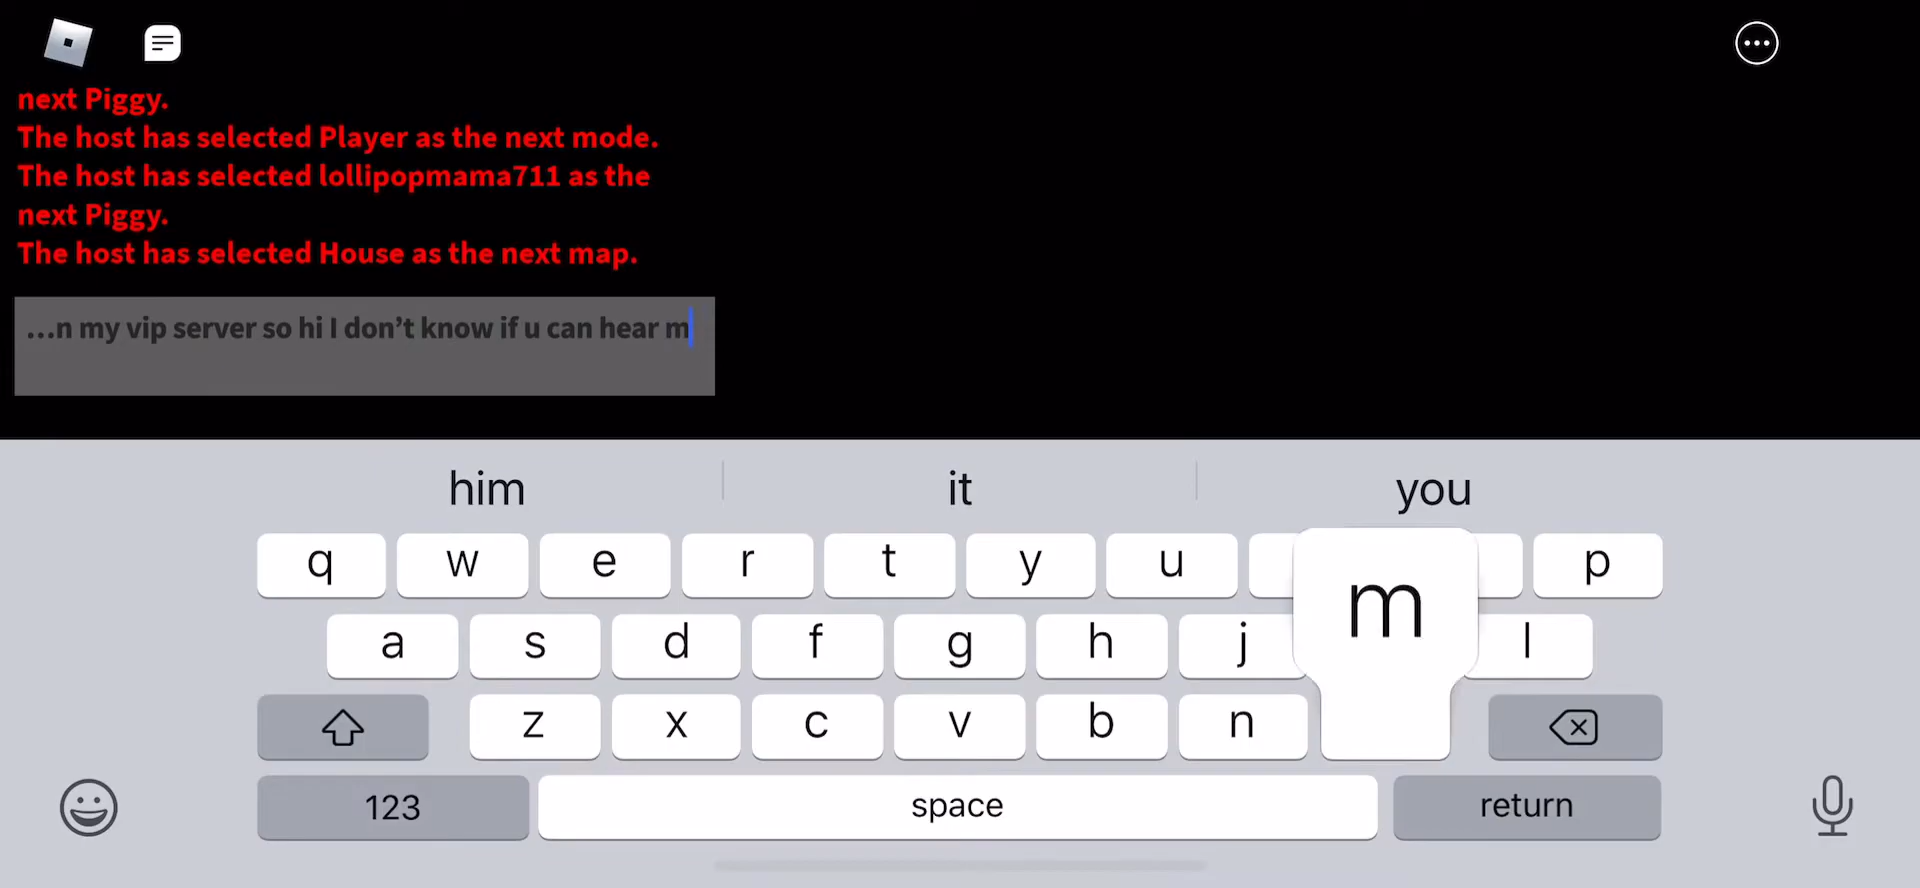 next Piggy.
The host has selected Player as the next mode.
The host has selected lollipopmama711 as the
next Piggy.
The host has selected House as the next map.
...n my vip server so hi I don’t know if u can hear m
him it you
q w e r t y u p
a s d f g h j l
z x c v b n m
123 space return